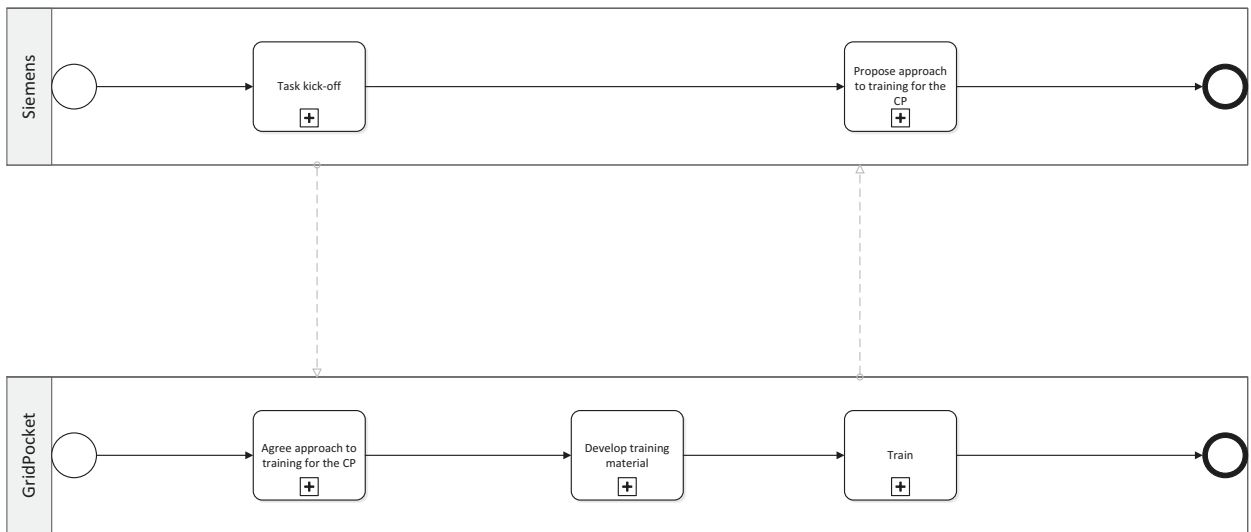 Siemens
Task kick-off
Propose approach
to training for the
CP
GridPocket
Agree approach to
training for the CP
Develop training
material
Train